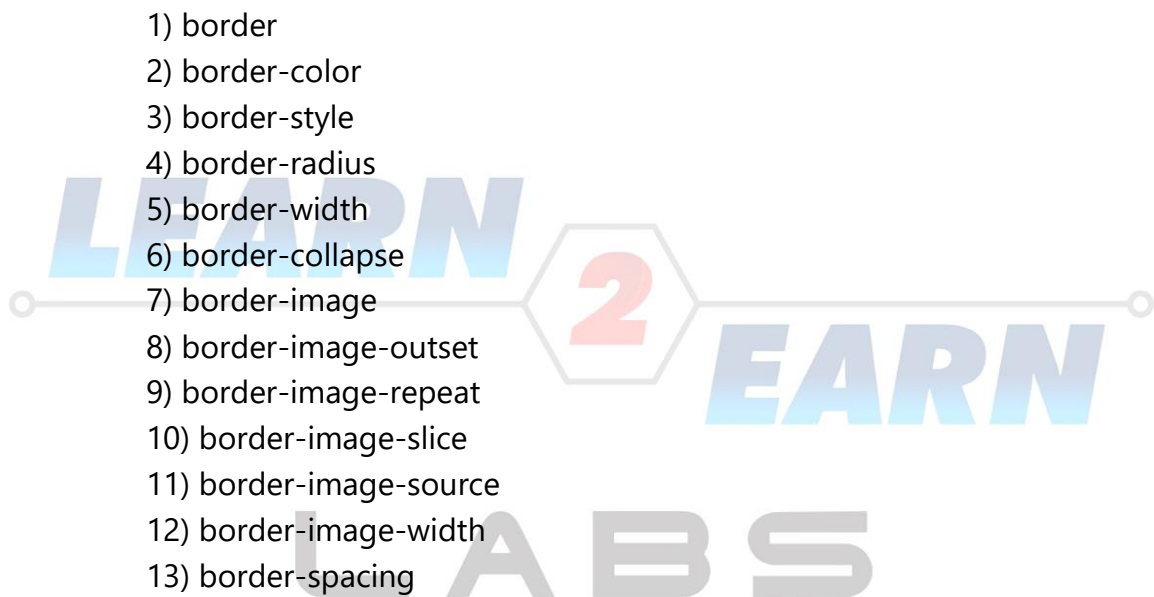 1) border
2) border-color
3) border-style
4) border-radius
5) border-width
6) border-collapse
7) border-image
8) border-image-outset
9) border-image-repeat
10) border-image-slice
11) border-image-source
12) border-image-width
13) border-spacing
LEARN
2
EARN
LABS